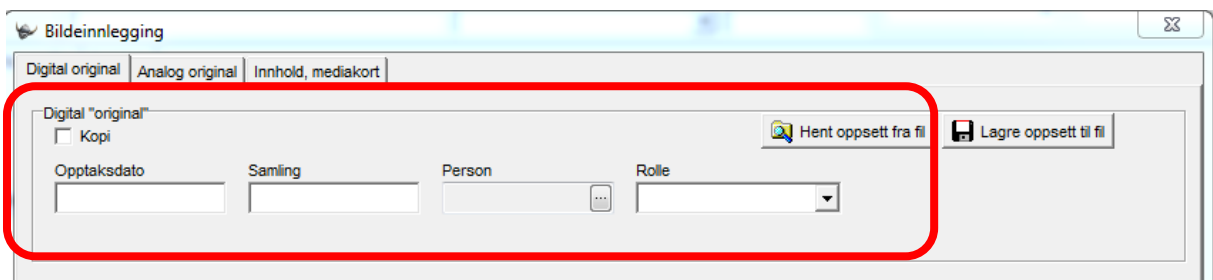 Bildeinnlegging
Digital original Analog original Innhold, mediakort
Digital "original"
Kopi
Hent oppsett fra fil Lagre oppsett til fil
Opptaksdato Samling Person Rolle
...